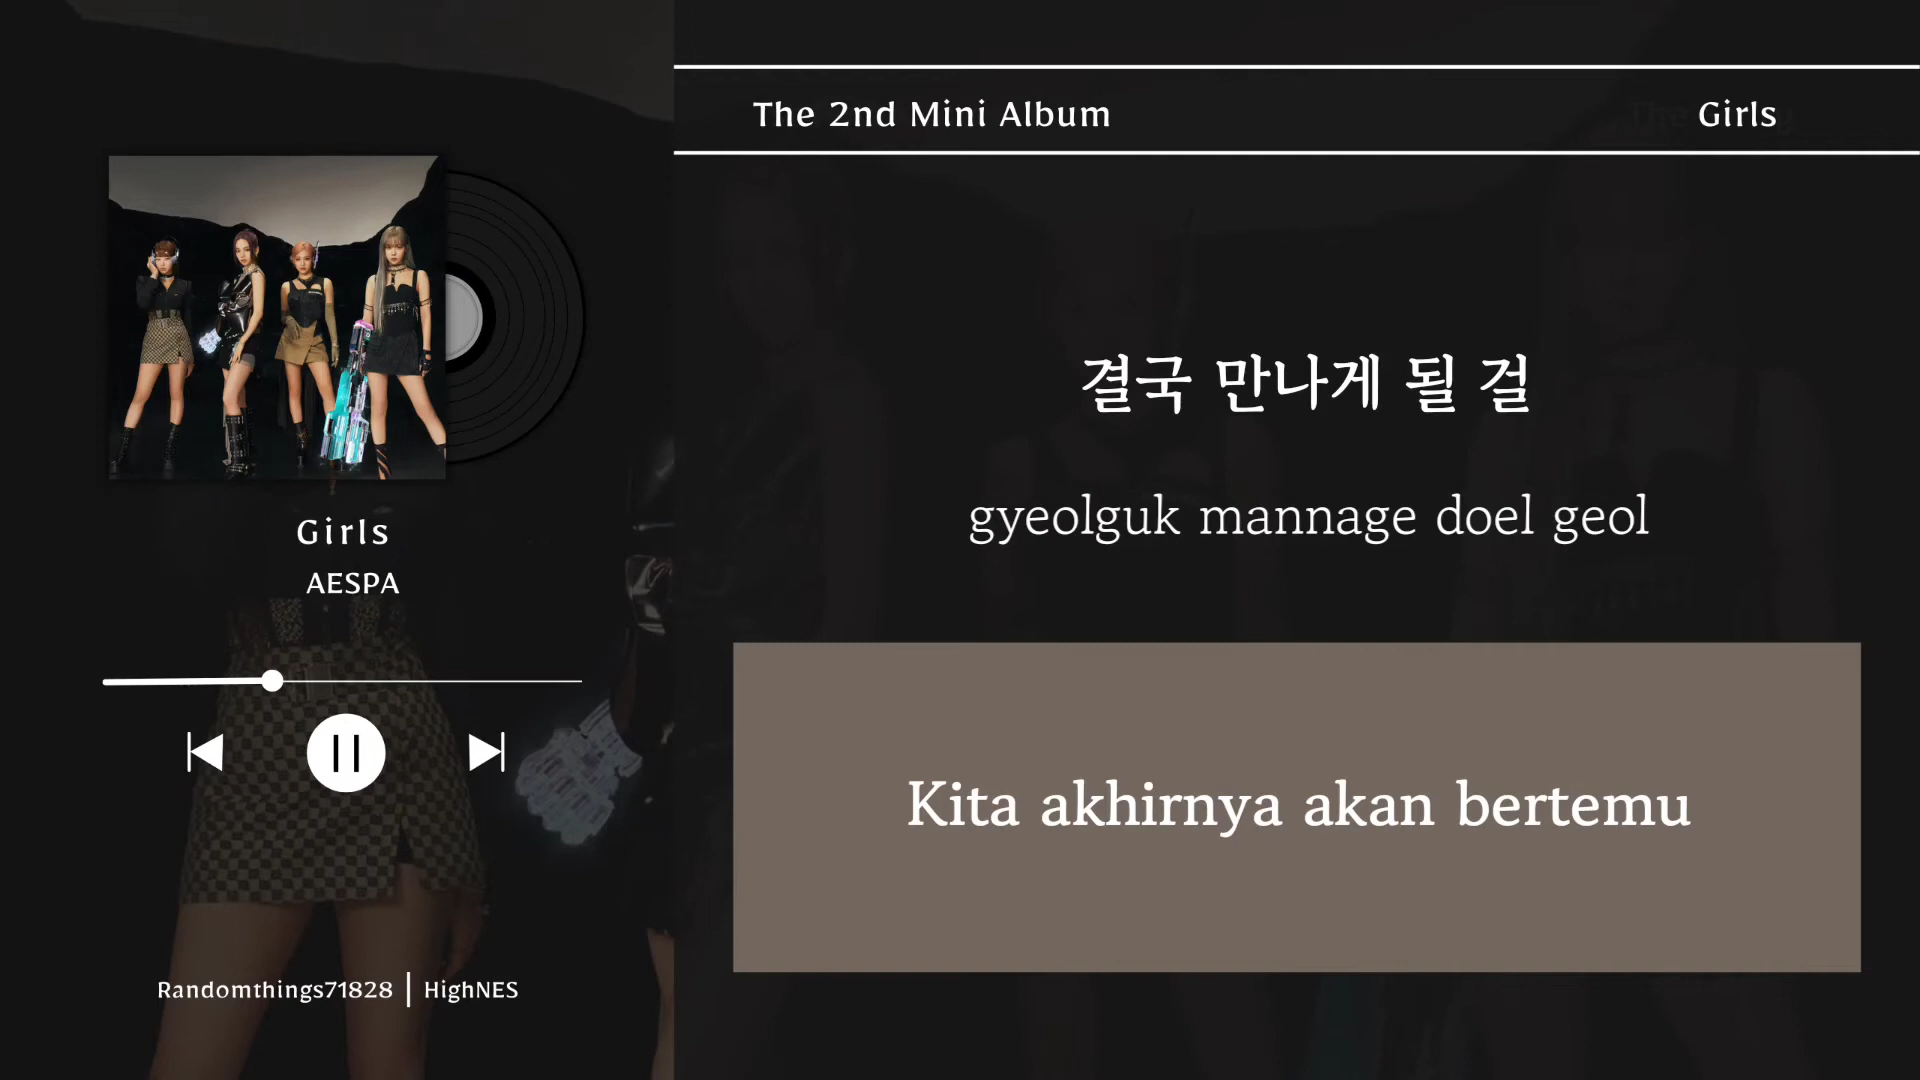 The 2nd Mini Album
Girls
결국 만나게 될 걸
gyeolguk mannage doel geol
Kita akhirnya akan bertemu
Girls
AESPA
Randomthings71828 | HighNES